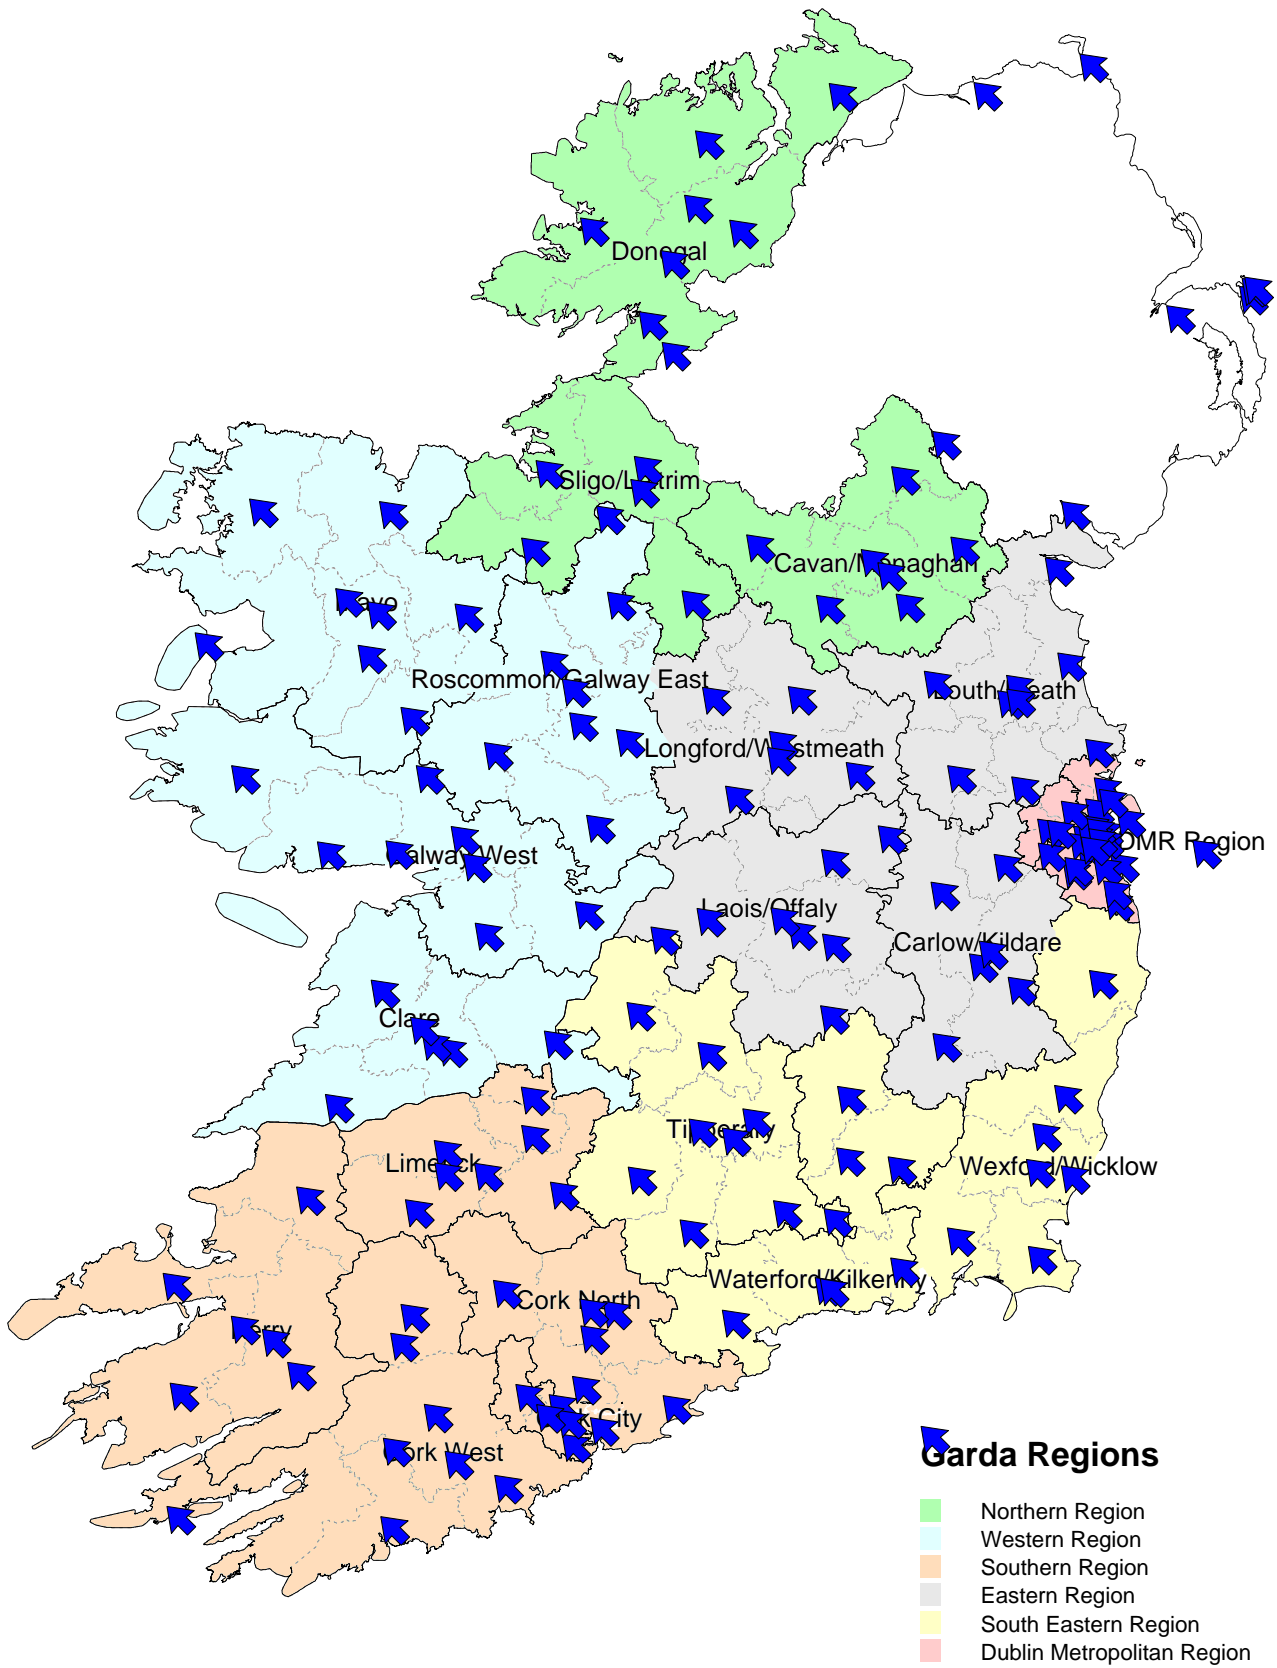 Donegal
Sligo/Leitrim
Cavan/Monaghan
Mayo
Roscommon/Galway East
Louth/Meath
Longford/Westmeath
DMR Region
Galway West
Laois/Offaly
Carlow/Kildare
Clare
Tipperary
Limerick
Wexford/Wicklow
Waterford/Kilkenny
Cork North
Kerry
Cork City
Cork West
Garda Regions
Northern Region
Western Region
Southern Region
Eastern Region
South Eastern Region
Dublin Metropolitan Region